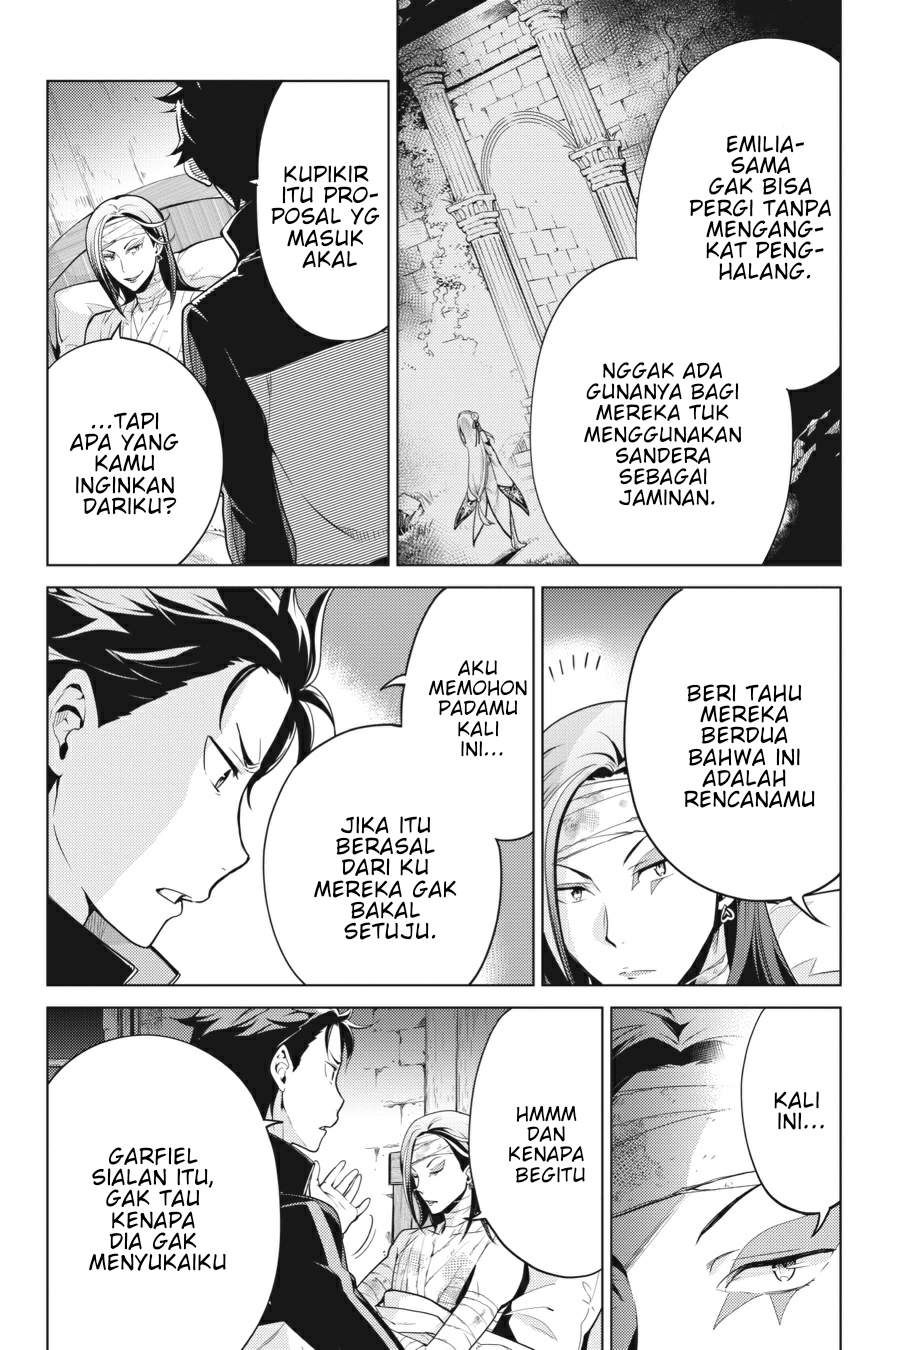 EMILIA-
SAMA
GAK BISA
PERGI TANPA
MENGANG-
KAT PENG-
HALANG.
NGGAK ADA
GUNANYA BAGI
MEREKA TUK
MENGGUNAKAN
SANDERA
SEBAGAI
JAMINAN.
KUPIKIR
ITU PRO-
POSAL YG
MASUK
AKAL
...TAPI
APA YANG
KAMU
INGINKAN
DARIKU?
BERI TAHU
MEREKA
BERDUA
BAHWA INI
ADALAH
RENCANAMU
AKU
MEMOHON
PADAMU
KALI
INI...
JIKA ITU
BERASAL
DARI KU
MEREKA GAK
BAKAL
SETUJU.
KALI
INI...
HMMM
DAN
KENAPA
BEGITU
GARFIEL
SIALAN ITU,
GAK TAU
KENAPA
DIA GAK
MENYUKAIKU